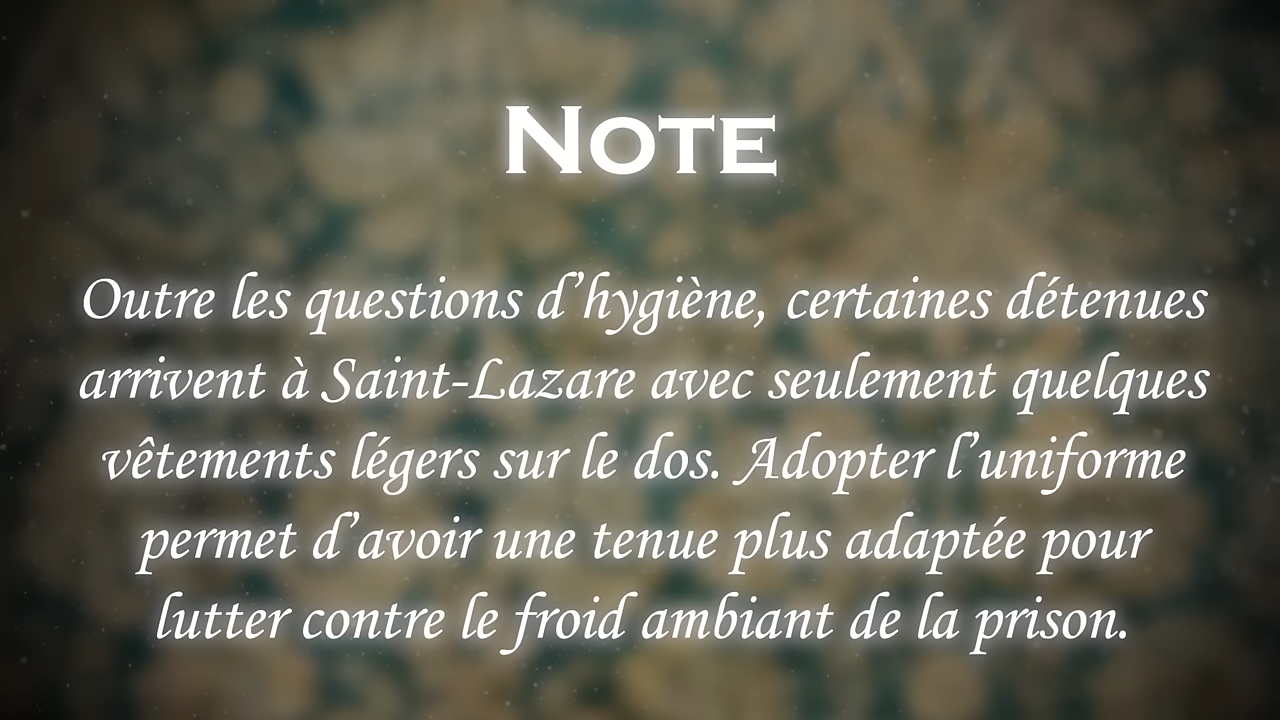 Note
Outre les questions d’hygiène, certaines détenues
arrivent à Saint-Lazare avec seulement quelques
vêtements légers sur le dos. Adopter l’uniforme
permet d’avoir une tenue plus adaptée pour
lutter contre le froid ambiant de la prison.